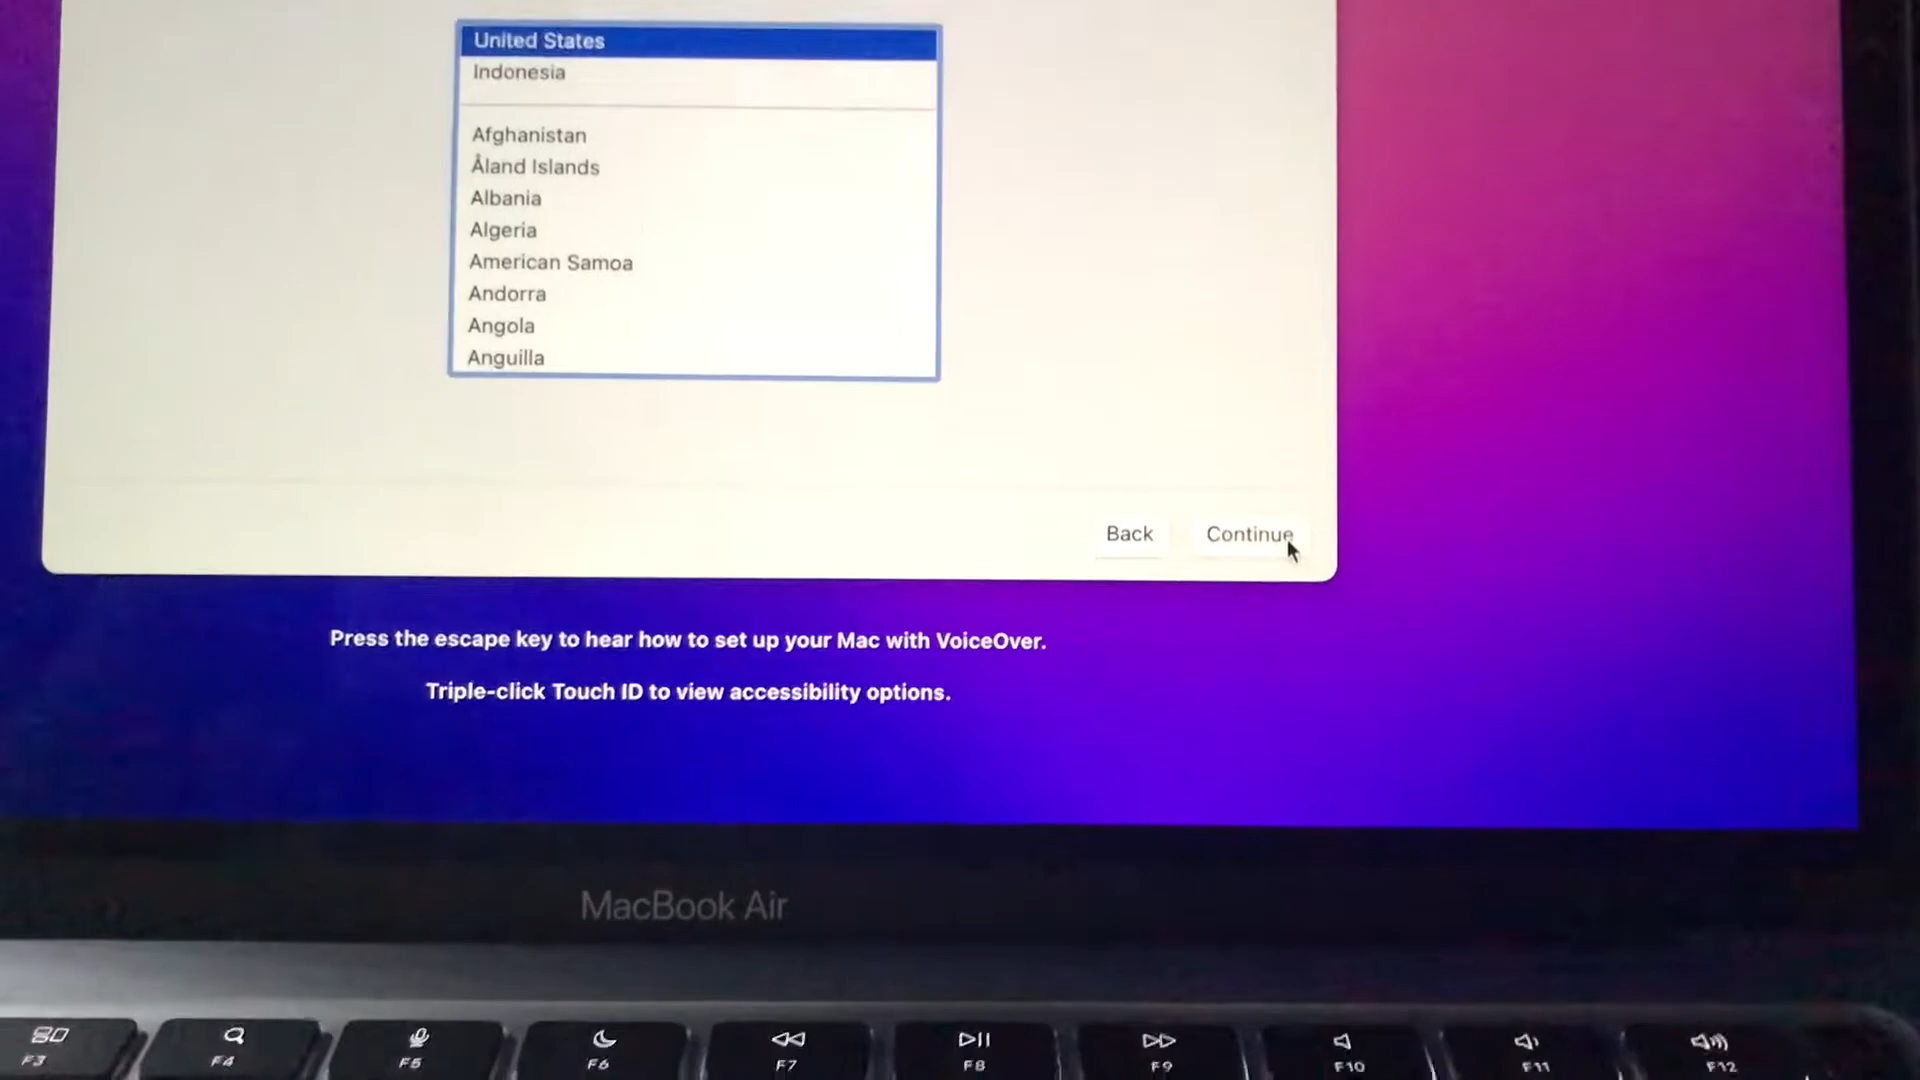 United States
Indonesia
Afghanistan
Åland Islands
Albania
Algeria
American Samoa
Andorra
Angola
Anguilla
Back
Continue
Press the escape key to hear how to set up your Mac with VoiceOver.
Triple-click Touch ID to view accessibility options.
MacBook Air
F3
F4
F5
F6
F7
F8
F9
F10
F11
F12